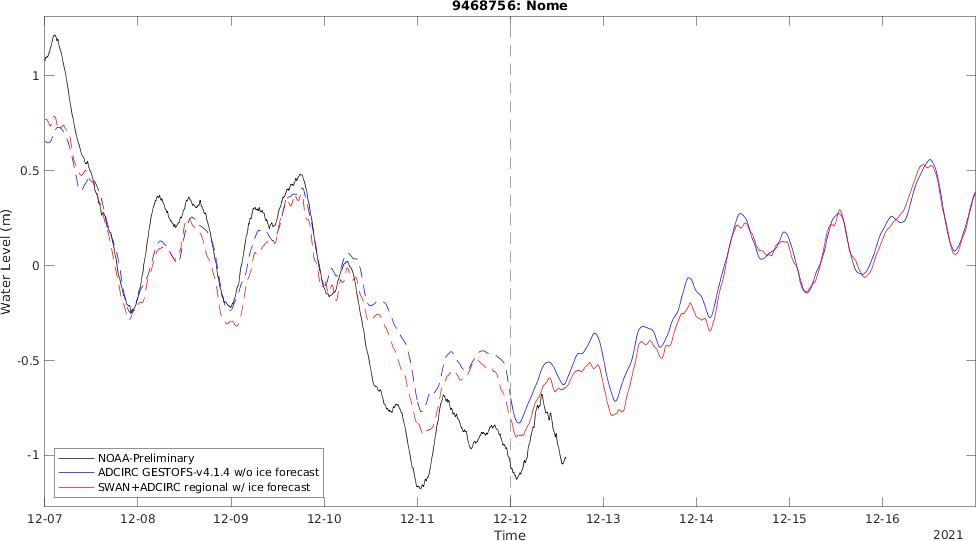 9468756: Nome
Water Level (m)
1
0.5
0
-0.5
-1
NOAA-Preliminary
ADCIRC GESTOFS-v4.1.4 w/o ice forecast
SWAN+ADCIRC regional w/ ice forecast
12-07 12-08 12-09 12-10 12-11 12-12 12-13 12-14 12-15 12-16
Time
2021